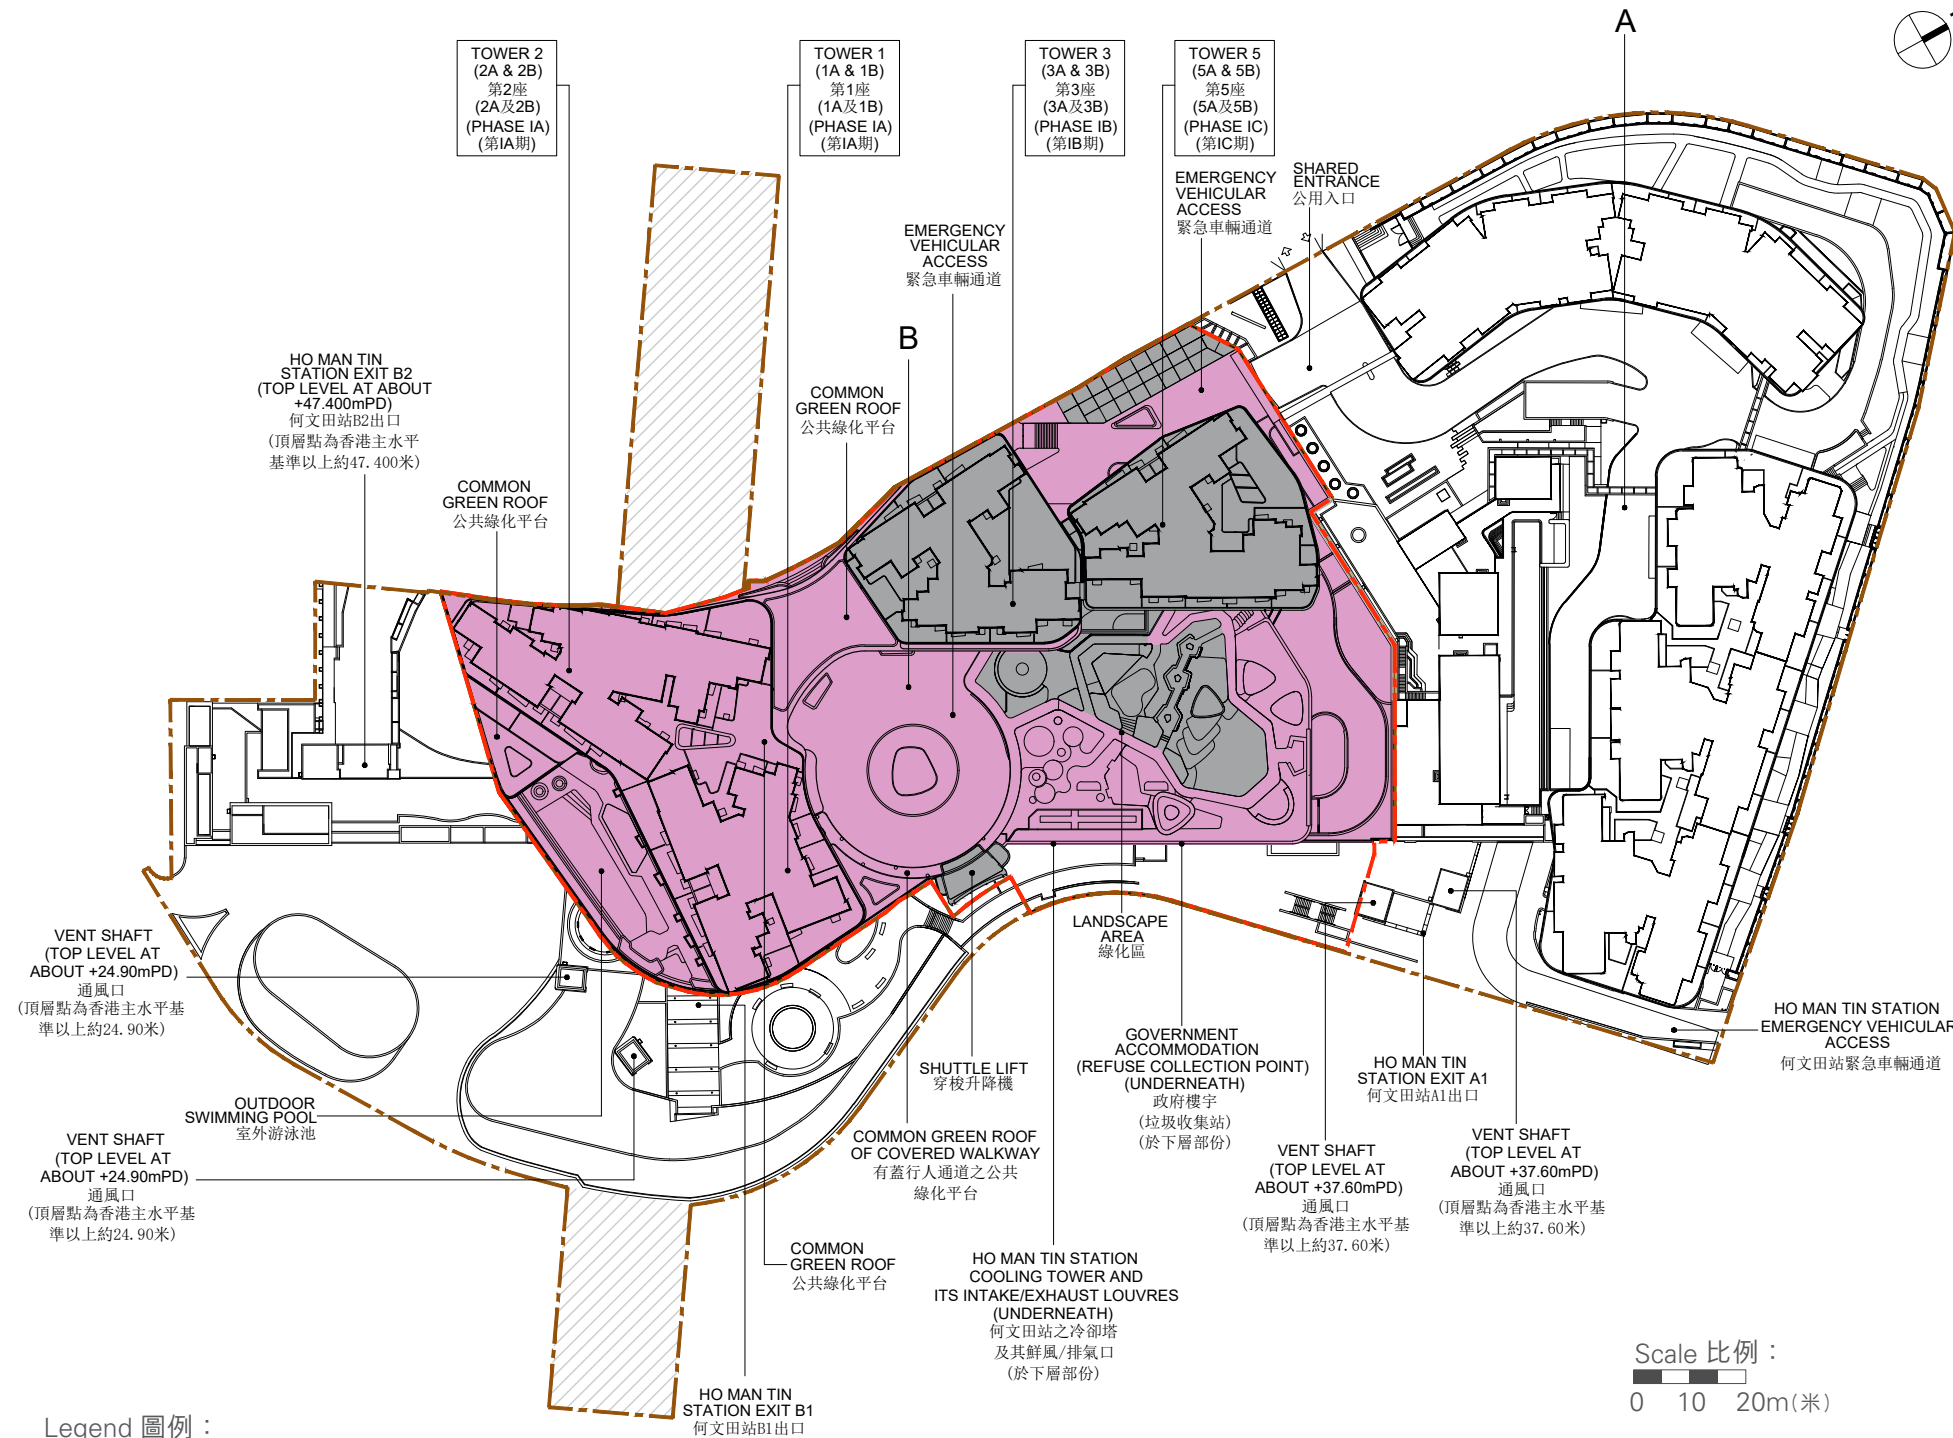 A
TOWER 2
(2A & 2B)
第2座
(2A及2B)
(PHASE IA)
(第IA期)
TOWER 1
(1A & 1B)
第1座
(1A及1B)
(PHASE IA)
(第IA期)
TOWER 3
(3A & 3B)
第3座
(3A及3B)
(PHASE IB)
(第IB期)
TOWER 5
(5A & 5B)
第5座
(5A及5B)
(PHASE IC)
(第IC期)
EMERGENCY
VEHICULAR
ACCESS
緊急車輛通道
SHARED
ENTRANCE
公用入口
EMERGENCY
VEHICULAR
ACCESS
緊急車輛通道
B
HO MAN TIN
STATION EXIT B2
(TOP LEVEL AT ABOUT
+47.400mPD)
何文田站B2出口
(頂層點為香港主水平
基準以上約47.400米)
COMMON
GREEN ROOF
公共綠化平台
COMMON
GREEN ROOF
公共綠化平台
VENT SHAFT
(TOP LEVEL AT
ABOUT +24.90mPD)
通風口
(頂層點為香港主水平基
準以上約24.90米)
LANDSCAPE
AREA
綠化區
HO MAN TIN STATION
EMERGENCY VEHICULAR
ACCESS
何文田站緊急車輛通道
OUTDOOR
SWIMMING POOL
室外游泳池
SHUTTLE LIFT
穿梭升降機
GOVERNMENT
ACCOMMODATION
(REFUSE COLLECTION POINT)
(UNDERNEATH)
政府樓宇
(垃圾收集站)
(於下層部份)
HO MAN TIN
STATION EXIT A1
何文田站A1出口
VENT SHAFT
(TOP LEVEL AT
ABOUT +24.90mPD)
通風口
(頂層點為香港主水平基
準以上約24.90米)
COMMON GREEN ROOF
OF COVERED WALKWAY
有蓋行人通道之公共
綠化平台
VENT SHAFT
(TOP LEVEL AT
ABOUT +37.60mPD)
通風口
(頂層點為香港主水平基
準以上約37.60米)
VENT SHAFT
(TOP LEVEL AT
ABOUT +37.60mPD)
通風口
(頂層點為香港主水平基
準以上約37.60米)
COMMON
GREEN ROOF
公共綠化平台
HO MAN TIN STATION
COOLING TOWER AND
ITS INTAKE/EXHAUST LOUVRES
(UNDERNEATH)
何文田站之冷卻塔
及其鮮風/排氣口
(於下層部份)
HO MAN TIN
STATION EXIT B1
何文田站B1出口
Scale 比例：
0 10 20m(米)
Legend 圖例：